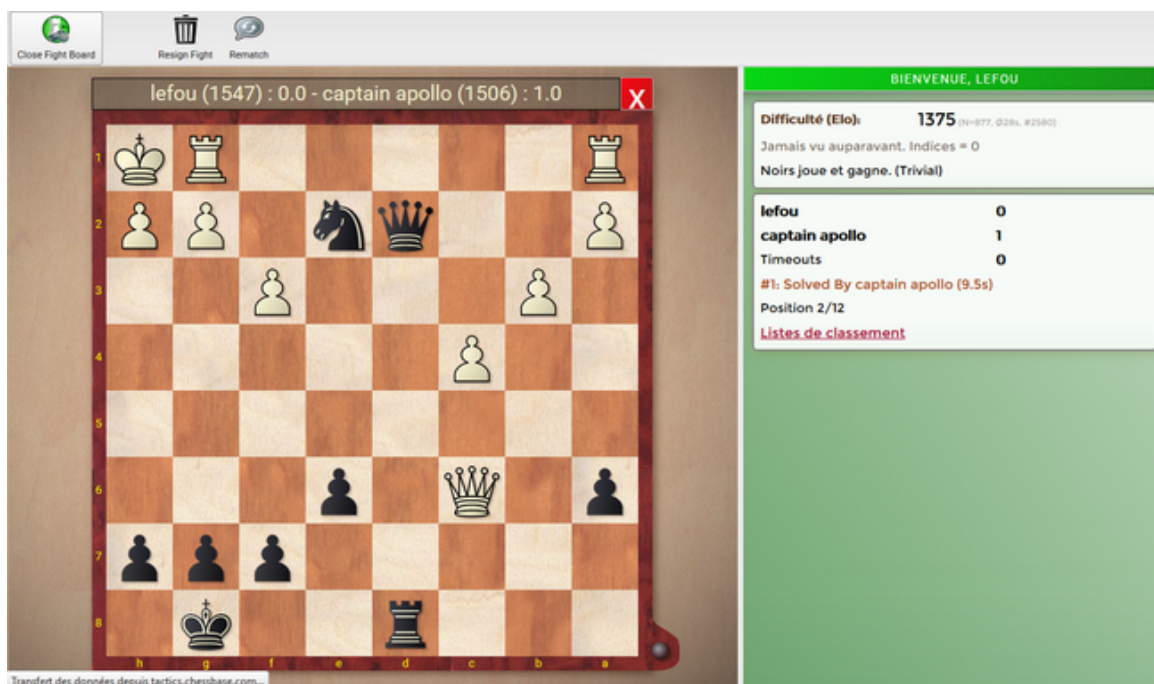 Close Fight Board
Resign Fight
Rematch
lefou (1547) : 0.0 - captain apollo (1506) : 1.0
X
BIENVENUE, LEFOU
Difficulté (Elo): 1375 (N=877, Ø28s, #2580)
Jamais vu auparavant. Indices = 0
Noirs joue et gagne. (Trivial)
lefou 0
captain apollo 1
Timeouts 0
#1: Solved By captain apollo (9.5s)
Position 2/12
Listes de classement
1
2
3
4
5
6
7
8
h g f e d c b a
Transfert des données depuis tactics.chessbase.com...